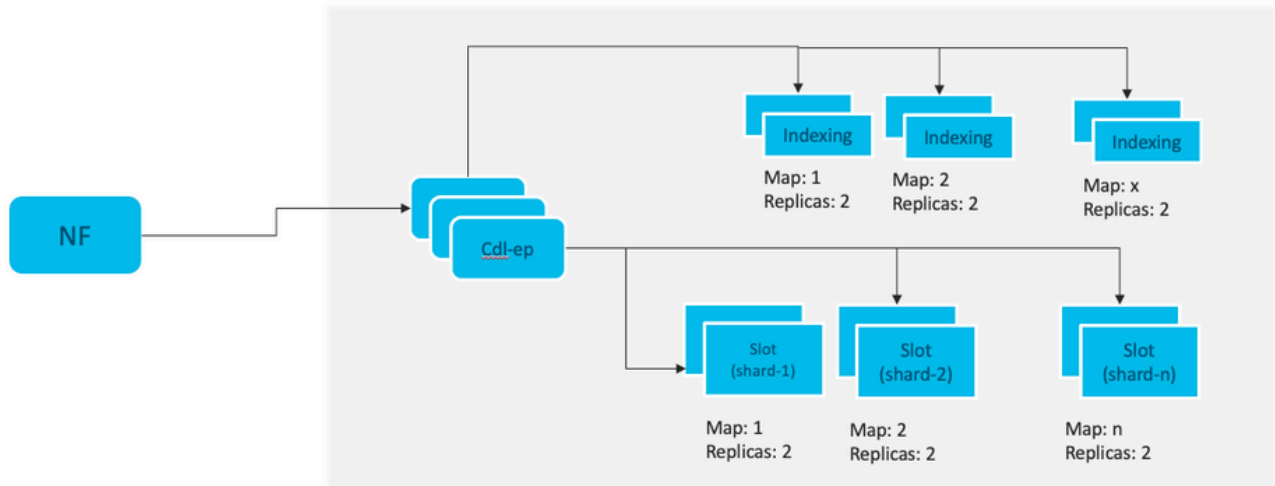 NF
Cdl-ep
Indexing
Map: 1
Replicas: 2
Indexing
Map: 2
Replicas: 2
Indexing
Map: x
Replicas: 2
Slot
(shard-1)
Map: 1
Replicas: 2
Slot
(shard-2)
Map: 2
Replicas: 2
Slot
(shard-n)
Map: n
Replicas: 2